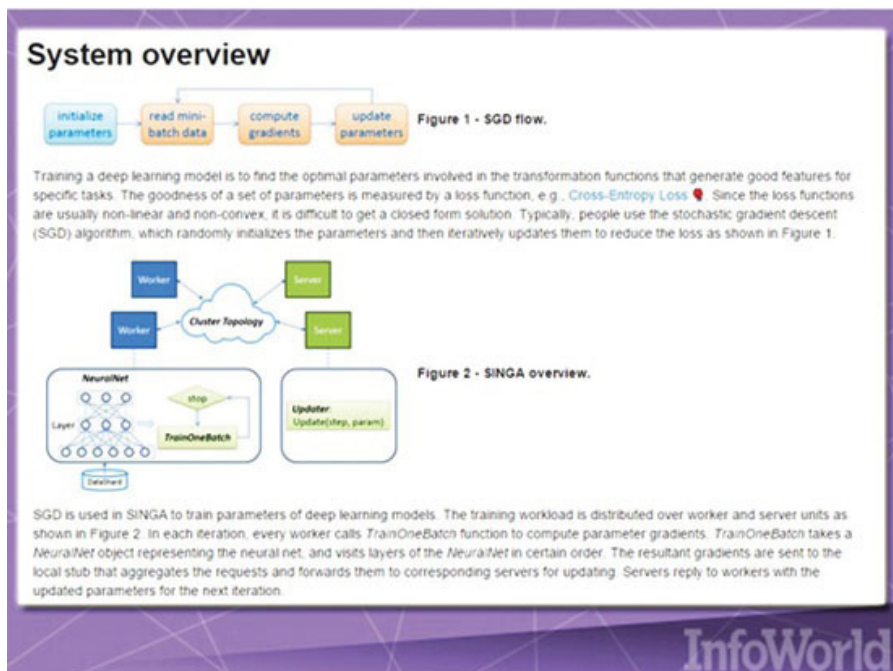 System overview
initialize
parameters
read mini-
batch data
compute
gradients
update
parameters
Figure 1 - SGD flow.
Training a deep learning model is to find the optimal parameters involved in the transformation functions that generate good features for
specific tasks. The goodness of a set of parameters is measured by a loss function, e.g., Cross-Entropy Loss. Since the loss functions
are usually non-linear and non-convex, it is difficult to get a closed form solution. Typically, people use the stochastic gradient descent
(SGD) algorithm, which randomly initializes the parameters and then iteratively updates them to reduce the loss as shown in Figure 1.
Worker
Server
Worker
Cluster Topology
Server
Figure 2 - SINGA overview.
NeuralNet
Layer
stop
TrainOneBatch
Updater:
Update(step, param)
DataShard
SGD is used in SINGA to train parameters of deep learning models. The training workload is distributed over worker and server units as
shown in Figure 2. In each iteration, every worker calls TrainOneBatch function to compute parameter gradients. TrainOneBatch takes a
NeuralNet object representing the neural net, and visits layers of the NeuralNet in certain order. The resultant gradients are sent to the
local stub that aggregates the requests and forwards them to corresponding servers for updating. Servers reply to workers with the
updated parameters for the next iteration.
InfoWorld